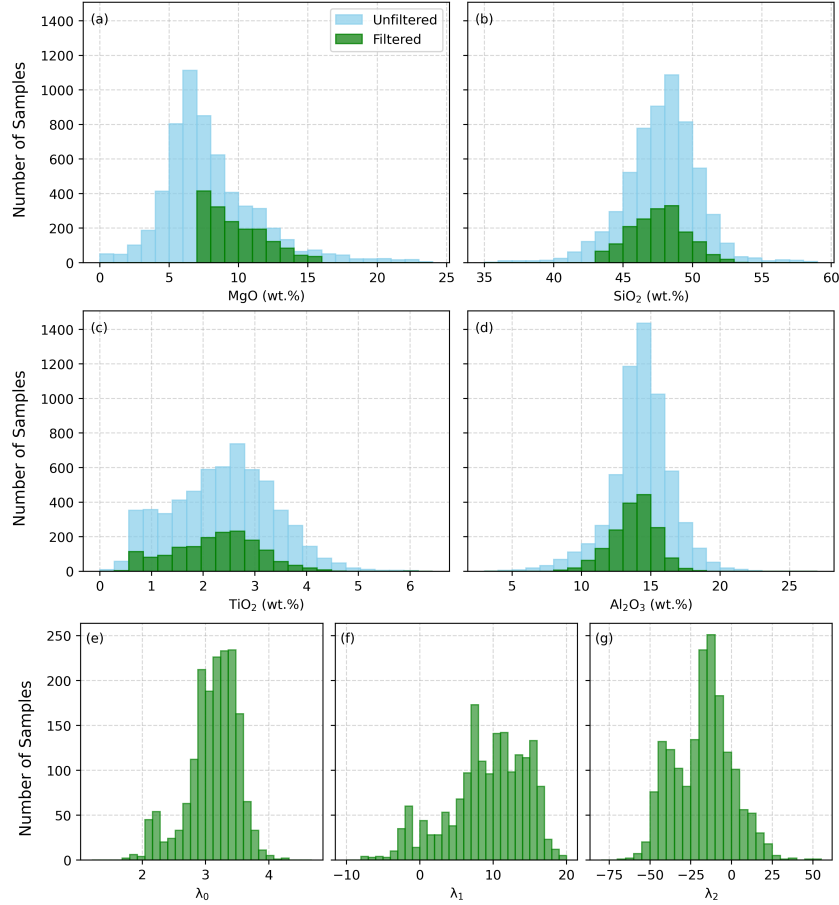 (a)
Unfiltered
Filtered
Number of Samples
1400
1200
1000
800
600
400
200
0
0 5 10 15 20 25
MgO (wt.%)
(b)
35 40 45 50 55 60
SiO₂ (wt.%)
(c)
Number of Samples
1400
1200
1000
800
600
400
200
0
0 1 2 3 4 5 6
TiO₂ (wt.%)
(d)
5 10 15 20 25
Al₂O₃ (wt.%)
(e)
Number of Samples
250
200
150
100
50
0
2 3 4
λ₀
(f)
−10 0 10 20
λ₁
(g)
−75 −50 −25 0 25 50
λ₂